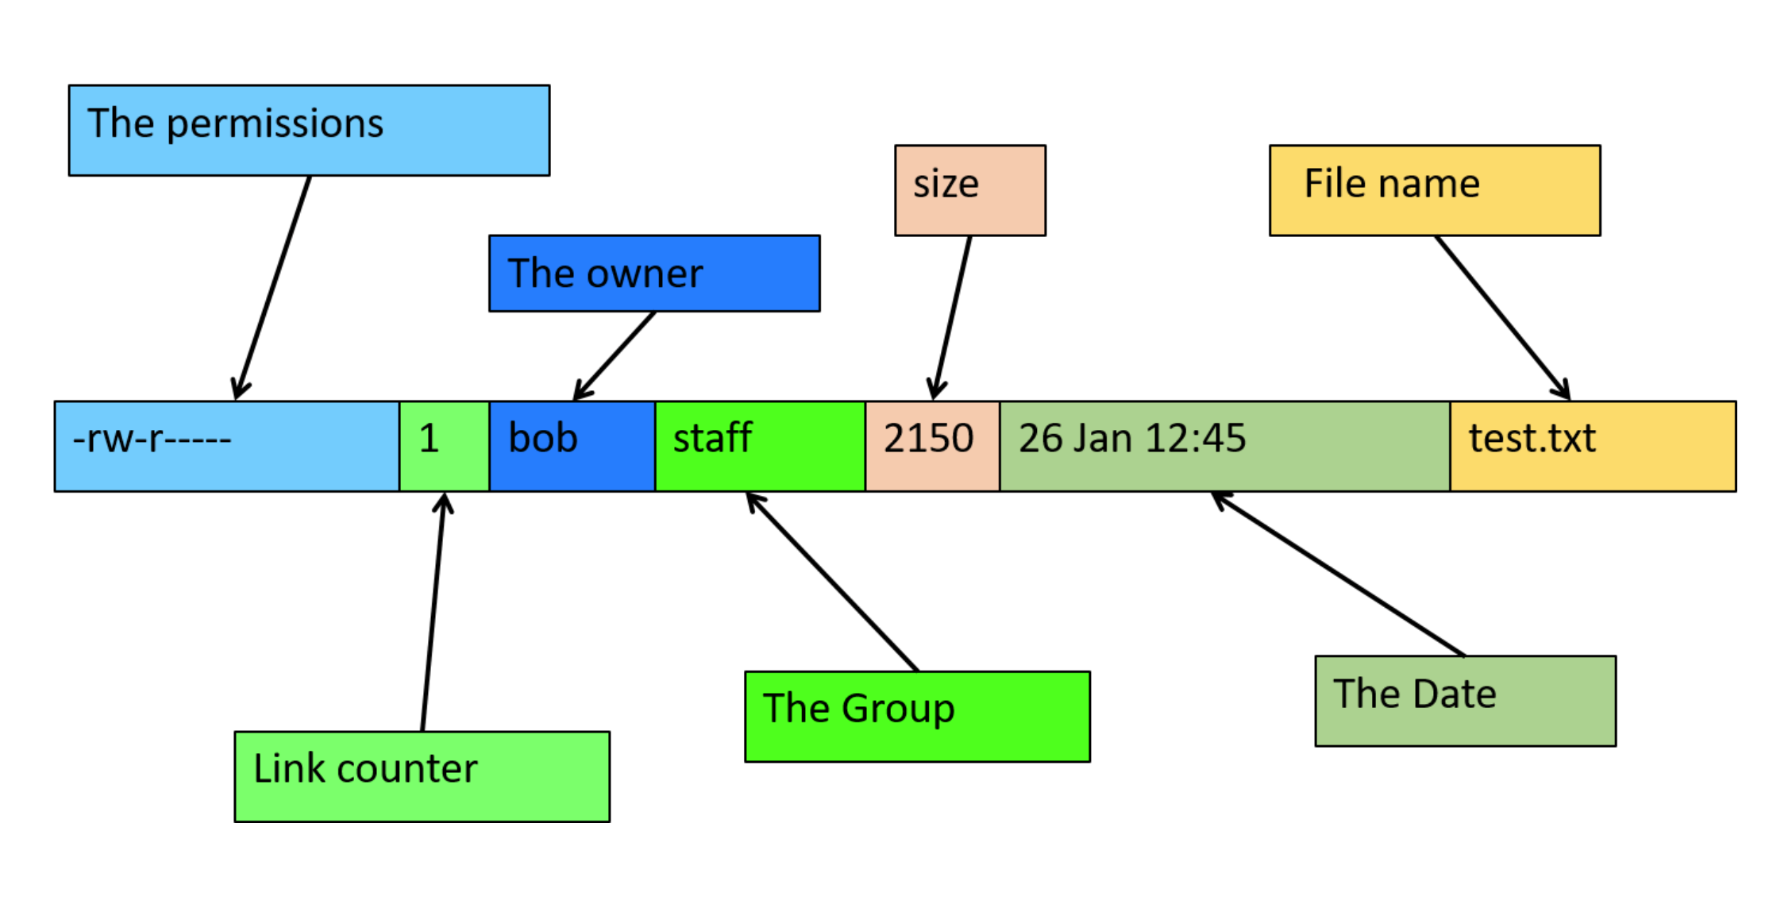 The permissions
size
File name
The owner
-rw-r-----
1
bob
staff
2150
26 Jan 12:45
test.txt
The Group
The Date
Link counter